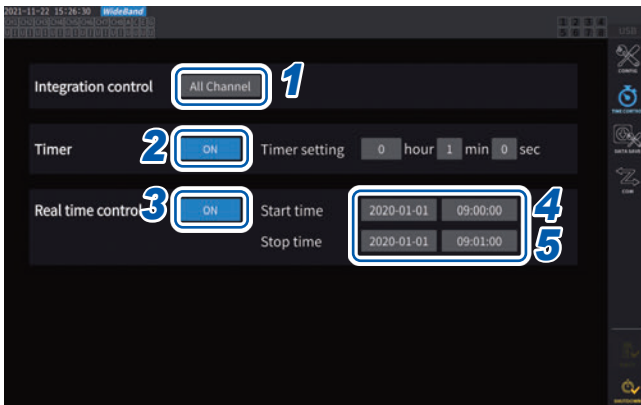 2021-11-22 15:26:30 WideBand
1 2 3 4
5 6 7 8
USB
CONFIG
Integration control All Channel 1
TIME CONTROL
Timer 2 ON Timer setting 0 hour 1 min 0 sec
DATA SAVE
COM
Real time control 3 ON Start time 2020-01-01 09:00:00 4
Stop time 2020-01-01 09:01:00 5
SHUTDOWN